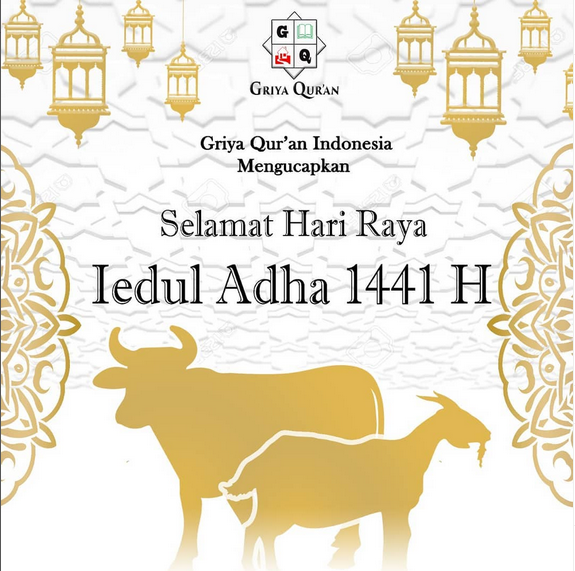 G
Q
GRIYA QUR'AN
Griya Qur'an Indonesia
Mengucapkan
Selamat Hari Raya
Iedul Adha 1441 H